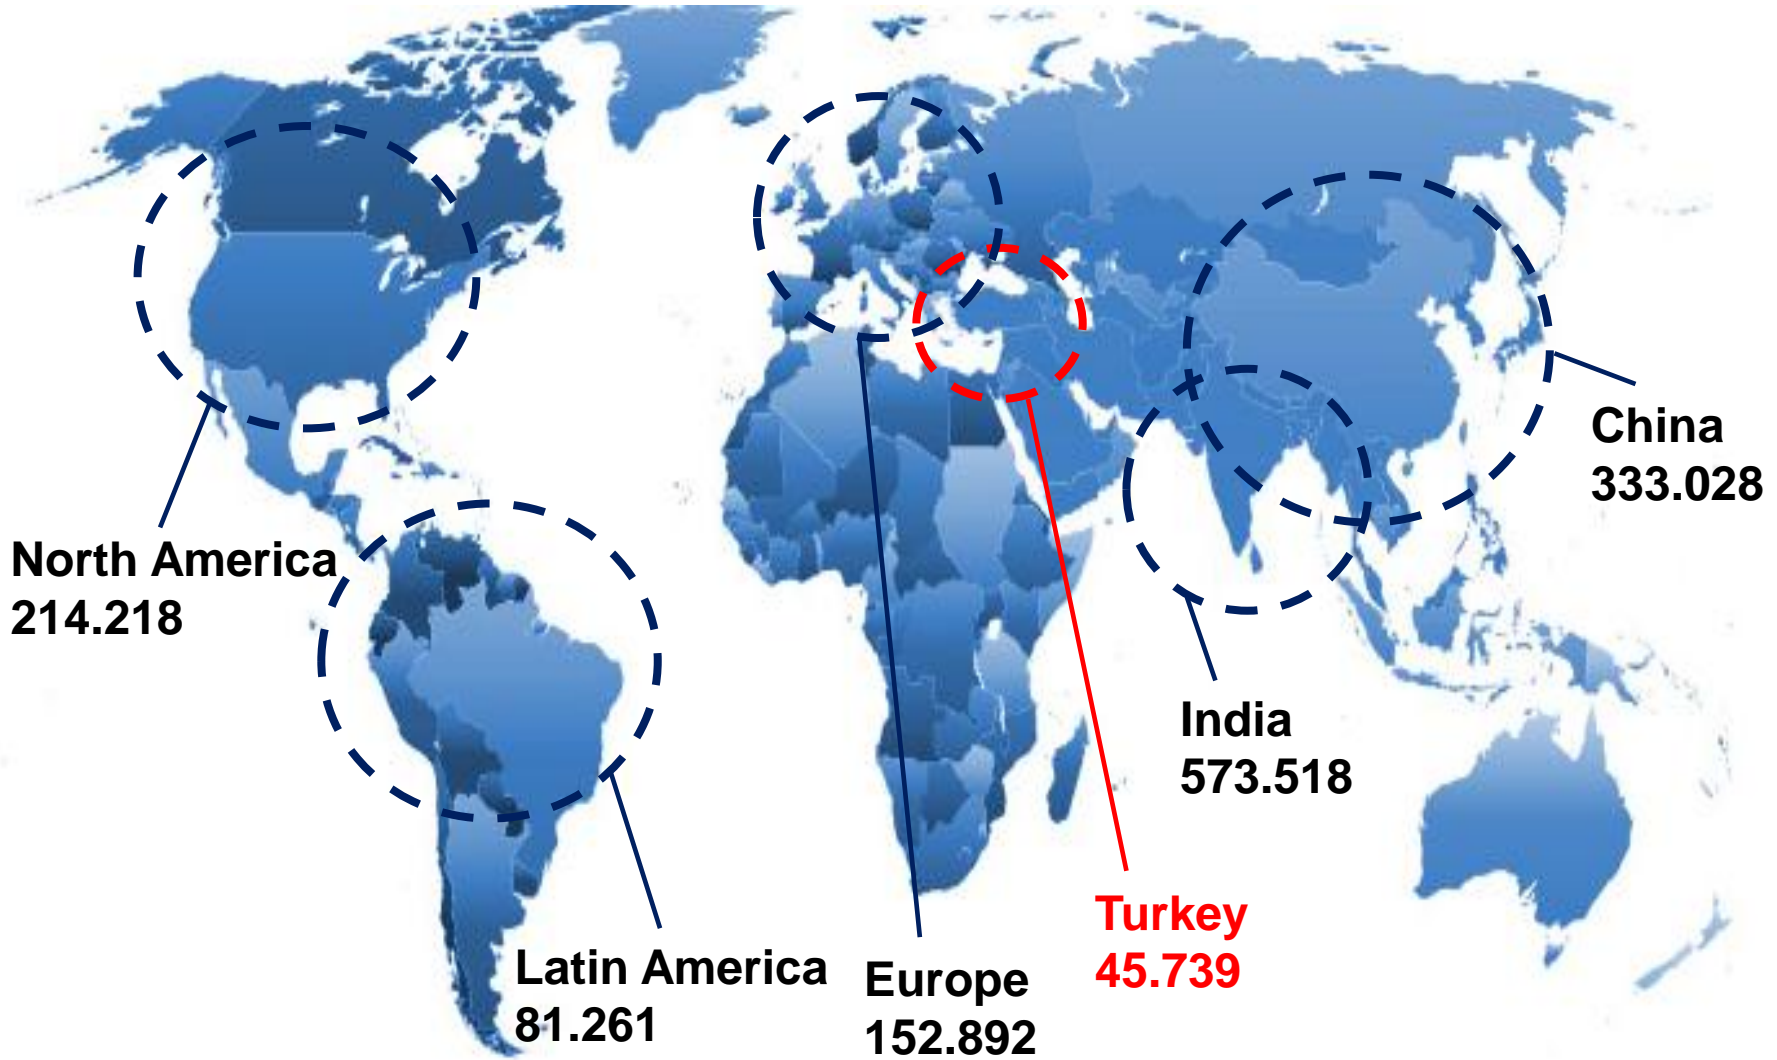 China
333.028
North America
214.218
India
573.518
Turkey
45.739
Latin America
81.261
Europe
152.892